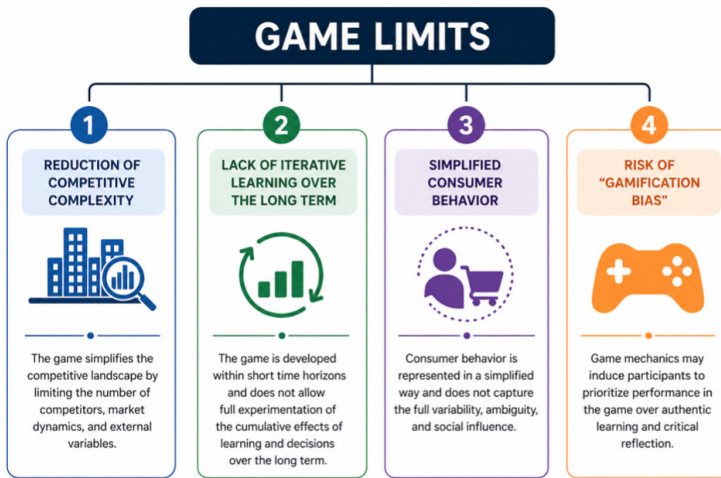 GAME LIMITS
1
REDUCTION OF
COMPETITIVE
COMPLEXITY
The game simplifies the
competitive landscape by
limiting the number of
competitors, market
dynamics, and external
variables.
2
LACK OF ITERATIVE
LEARNING OVER
THE LONG TERM
The game is developed
within short time horizons
and does not allow
full experimentation of
the cumulative effects of
learning and decisions
over the long term.
3
SIMPLIFIED
CONSUMER
BEHAVIOR
Consumer behavior is
represented in a simplified
way and does not capture
the full variability, ambiguity,
and social influence.
4
RISK OF
“GAMIFICATION
BIAS”
Game mechanics may
induce participants to
prioritize performance in
the game over authentic
learning and critical
reflection.